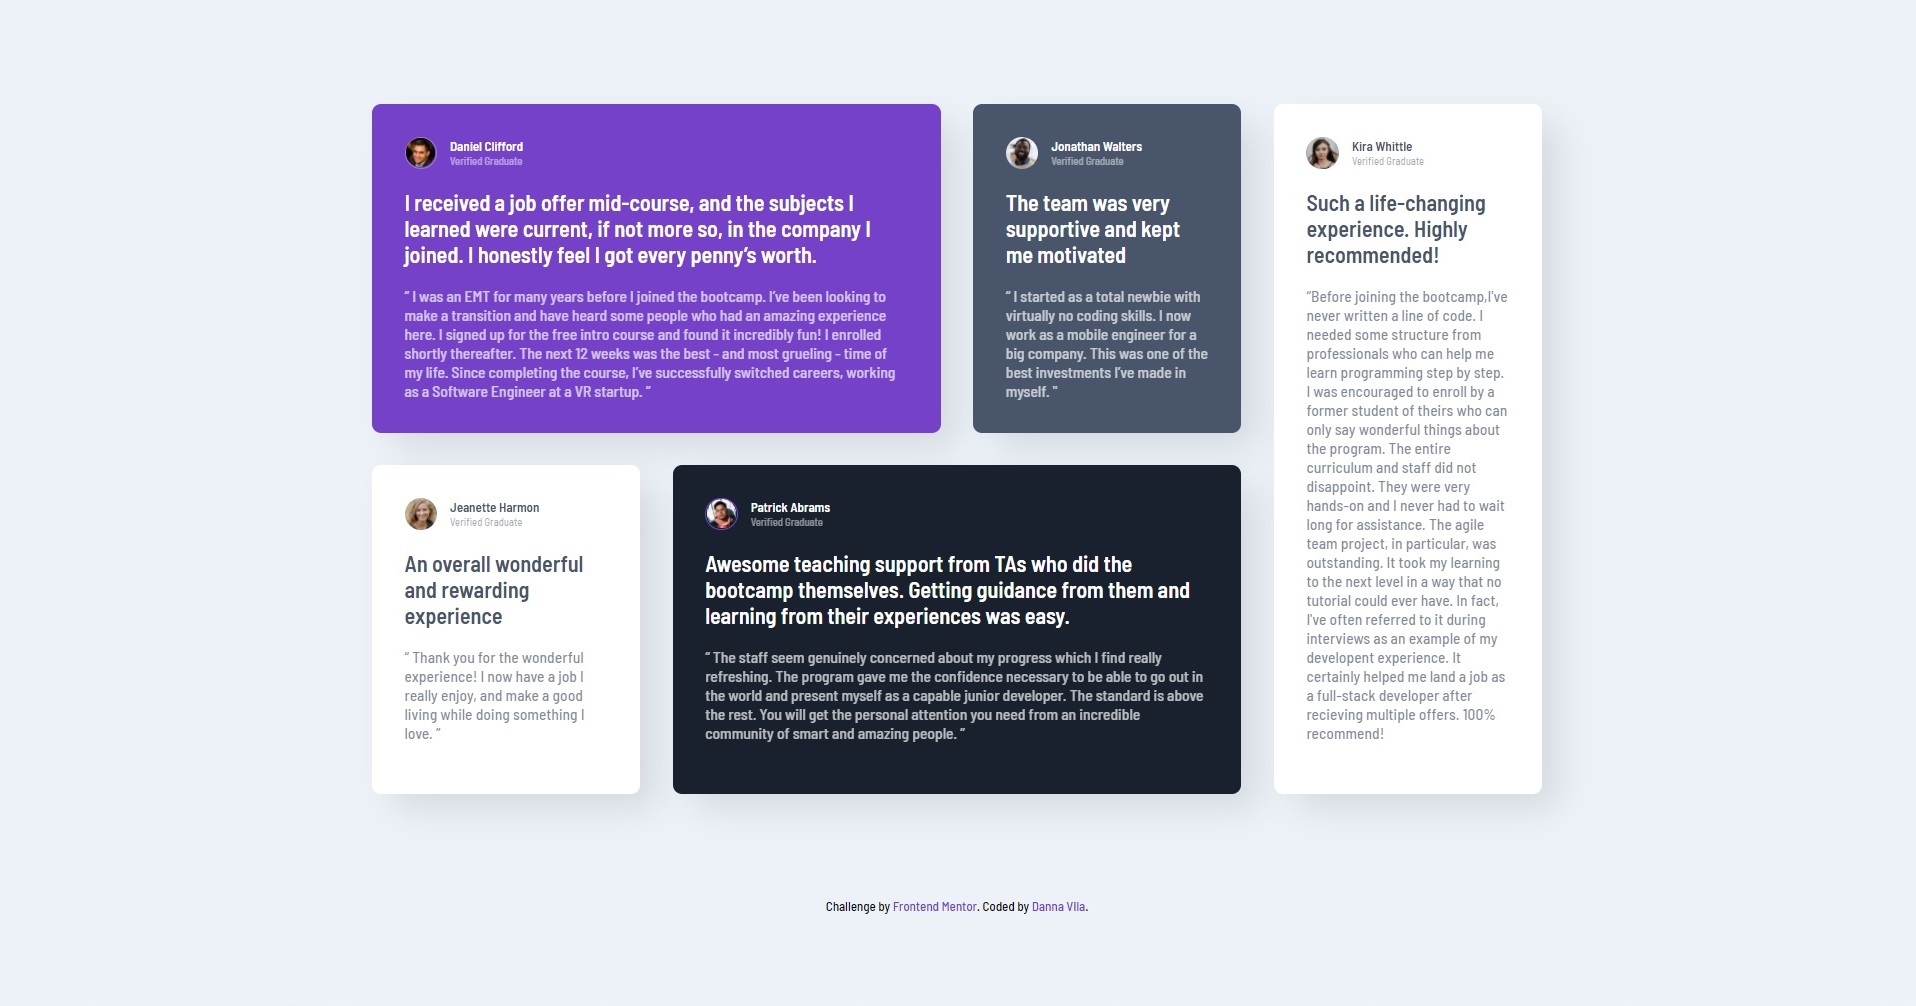 Daniel Clifford
Verified Graduate
I received a job offer mid-course, and the subjects I
learned were current, if not more so, in the company I
joined. I honestly feel I got every penny’s worth.
“ I was an EMT for many years before I joined the bootcamp. I’ve been looking to
make a transition and have heard some people who had an amazing experience
here. I signed up for the free intro course and found it incredibly fun! I enrolled
shortly thereafter. The next 12 weeks was the best - and most grueling - time of
my life. Since completing the course, I’ve successfully switched careers, working
as a Software Engineer at a VR startup. ”
Jonathan Walters
Verified Graduate
The team was very
supportive and kept
me motivated
“ I started as a total newbie with
virtually no coding skills. I now
work as a mobile engineer for a
big company. This was one of the
best investments I’ve made in
myself. ”
Kira Whittle
Verified Graduate
Such a life-changing
experience. Highly
recommended!
“Before joining the bootcamp,I've
never written a line of code. I
needed some structure from
professionals who can help me
learn programming step by step.
I was encouraged to enroll by a
former student of theirs who can
only say wonderful things about
the program. The entire
curriculum and staff did not
disappoint. They were very
hands-on and I never had to wait
long for assistance. The agile
team project, in particular, was
outstanding. It took my learning
to the next level in a way that no
tutorial could ever have. In fact,
I've often referred to it during
interviews as an example of my
developent experience. It
certainly helped me land a job as
a full-stack developer after
recieving multiple offers. 100%
recommend!
Jeanette Harmon
Verified Graduate
An overall wonderful
and rewarding
experience
“ Thank you for the wonderful
experience! I now have a job I
really enjoy, and make a good
living while doing something I
love. ”
Patrick Abrams
Verified Graduate
Awesome teaching support from TAs who did the
bootcamp themselves. Getting guidance from them and
learning from their experiences was easy.
“ The staff seem genuinely concerned about my progress which I find really
refreshing. The program gave me the confidence necessary to be able to go out in
the world and present myself as a capable junior developer. The standard is above
the rest. You will get the personal attention you need from an incredible
community of smart and amazing people. ”
Challenge by Frontend Mentor. Coded by Danna VIla.